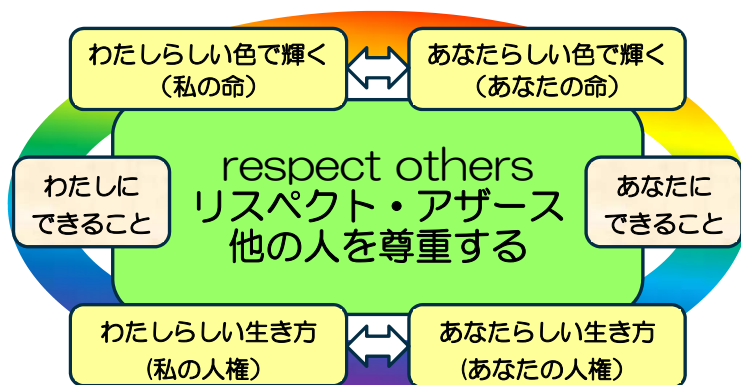 わたしらしい色で輝く
（私の命）
あなたらしい色で輝く
（あなたの命）
わたしに
できること
respect others
リスペクト・アザース
他の人を尊重する
あなたに
できること
わたしらしい生き方
(私の人権）
あなたらしい生き方
(あなたの人権）